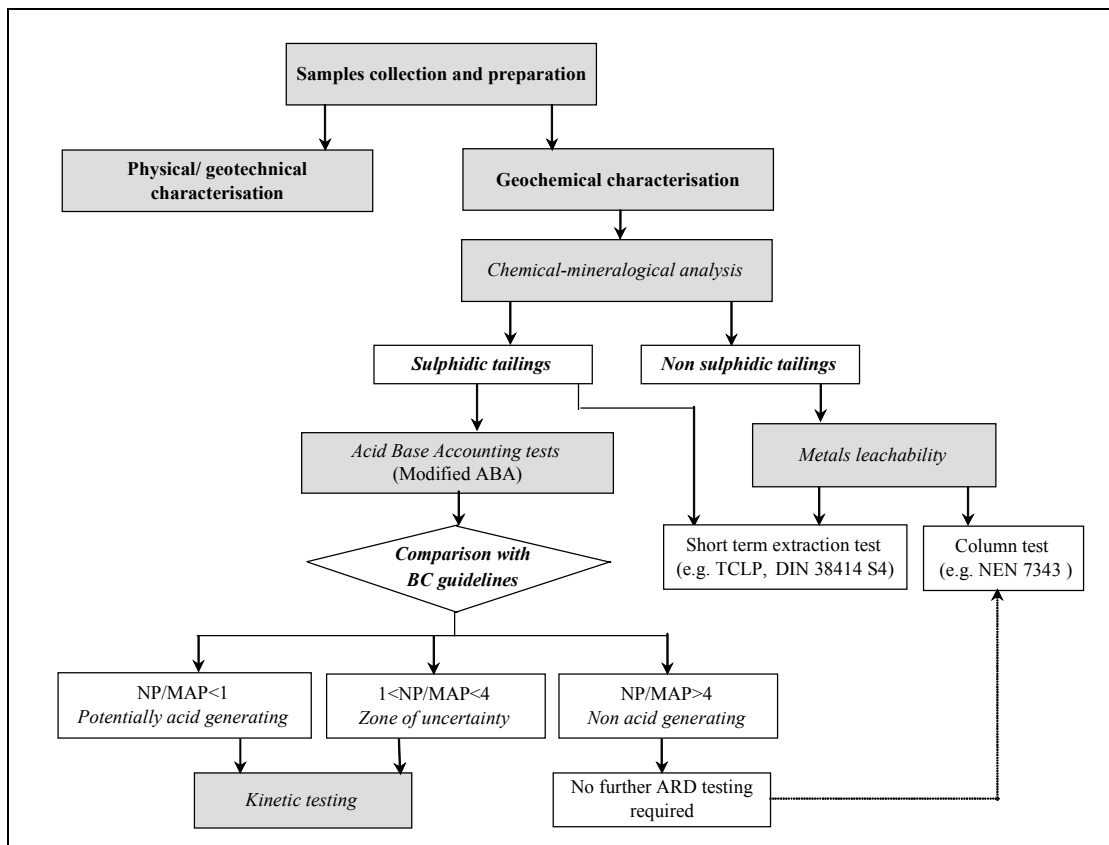 Samples collection and preparation
Physical/ geotechnical
characterisation
Geochemical characterisation
Chemical-mineralogical analysis
Sulphidic tailings
Non sulphidic tailings
Acid Base Accounting tests
(Modified ABA)
Metals leachability
Comparison with
BC guidelines
Short term extraction test
(e.g. TCLP, DIN 38414 S4)
Column test
(e.g. NEN 7343 )
NP/MAP<1
Potentially acid generating
1<NP/MAP<4
Zone of uncertainty
NP/MAP>4
Non acid generating
Kinetic testing
No further ARD testing
required